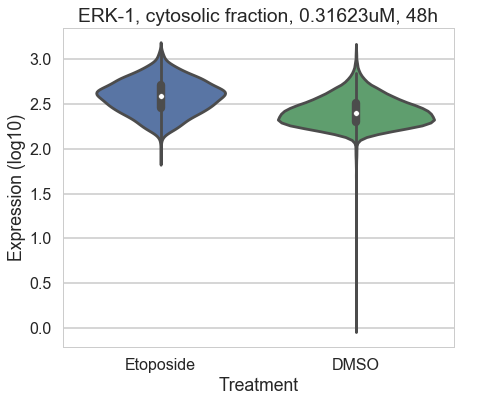 ERK-1, cytosolic fraction, 0.31623uM, 48h
Expression (log10)
3.0
2.5
2.0
1.5
1.0
0.5
0.0
Etoposide DMSO
Treatment